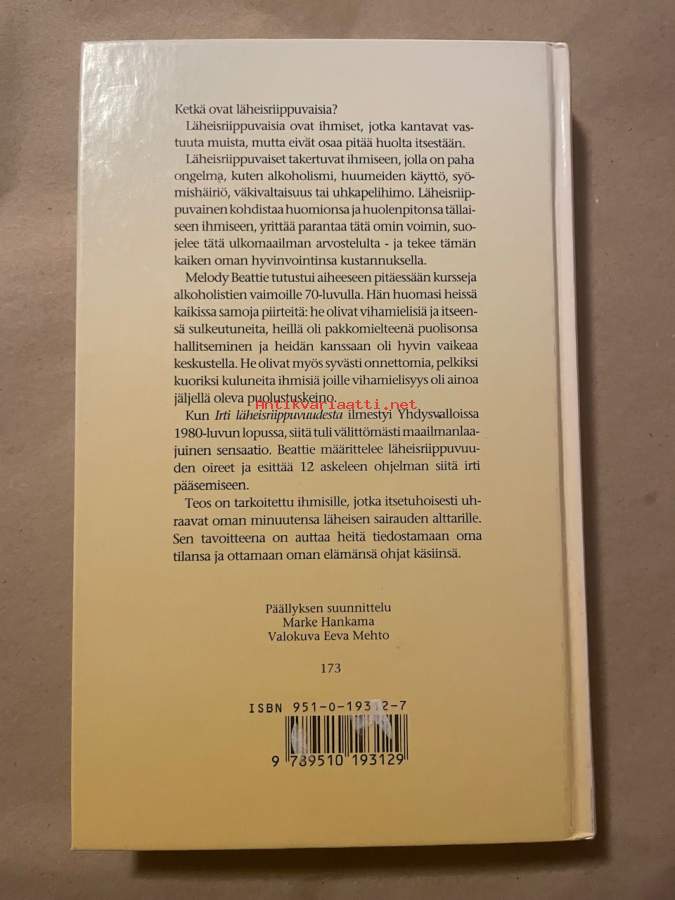 Ketkä ovat läheisriippuvaisia?
Läheisriippuvaisia ovat ihmiset, jotka kantavat vas-
tuuta muista, mutta eivät osaa pitää huolta itsestään.
Läheisriippuvaiset takertuvat ihmiseen, jolla on paha
ongelma, kuten alkoholismi, huumeiden käyttö, syö-
mishäiriö, väkivaltaisuus tai uhkapelihimo. Läheisriip-
puvainen kohdistaa huomionsa ja huolenpitonsa tällai-
seen ihmiseen, yrittää parantaa tätä omin voimin, suo-
jelee tätä ulkomaailman arvostelulta - ja tekee tämän
kaiken oman hyvinvointinsa kustannuksella.
Melody Beattie tutustui aiheeseen pitäessään kursseja
alkoholistien vaimoille 70-luvulla. Hän huomasi heissä
kaikissa samoja piirteitä: he olivat vihamielisiä ja itseen-
sä sulkeutuneita, heillä oli pakkomielteenä puolisonsa
hallitseminen ja heidän kanssaan oli hyvin vaikeaa
keskustella. He olivat myös syvästi onnettomia, pelkiksi
kuoriksi kuluneita ihmisiä joille vihamielisyys oli ainoa
jäljellä oleva puolustuskeino.
Antikvariaatti.net
Kun Irti läheisriippuvuudesta ilmestyi Yhdysvalloissa
1980-luvun lopussa, siitä tuli välittömästi maailmanlaa-
juinen sensaatio. Beattie määrittelee läheisriippuvuu-
den oireet ja esittää 12 askeleen ohjelman siitä irti
pääsemiseen.
Teos on tarkoitettu ihmisille, jotka itsetuhoisesti uh-
raavat oman minuutensa läheisen sairauden alttarille.
Sen tavoitteena on auttaa heitä tiedostamaan oma
tilansa ja ottamaan oman elämänsä ohjat käsiinsä.
Päällyksen suunnittelu
Marke Hankama
Valokuva Eeva Mehto
173
ISBN 951-0-19312-7
9 789510 193129